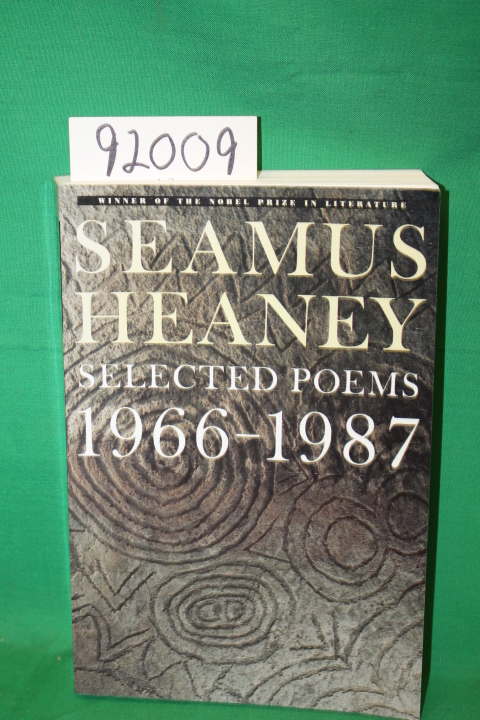 92009
WINNER OF THE NOBEL PRIZE IN LITERATURE
SEAMUS
HEANEY
SELECTED POEMS
1966–1987